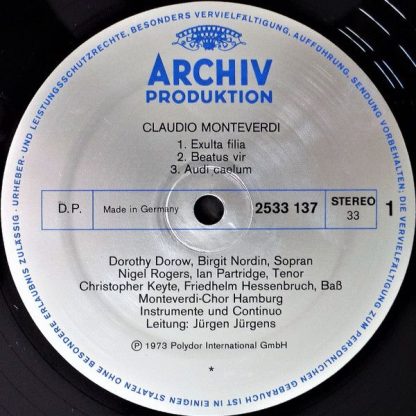 URHEBER- UND LEISTUNGSSCHUTZRECHTE, BESONDERS VERVIELFÄLTIGUNG, AUFFÜHRUNG, SENDUNG VORBEHALTEN; DIE VERVIELFÄLTIGUNG ZUM PERSÖNLICHEN GEBRAUCH IST IN EINIGEN STAATEN OHNE BESONDERE ERLAUBNIS ZULÄSSIG -
ARCHIV
PRODUKTION
CLAUDIO MONTEVERDI
1. Exulta filia
2. Beatus vir
3. Audi caelum
D.P. Made in Germany 2533 137 STEREO 33 1
Dorothy Dorow, Birgit Nordin, Sopran
Nigel Rogers, Ian Partridge, Tenor
Christopher Keyte, Friedhelm Hessenbruch, Baß
Monteverdi-Chor Hamburg
Instrumente und Continuo
Leitung: Jürgen Jürgens
Ⓟ 1973 Polydor International GmbH
*